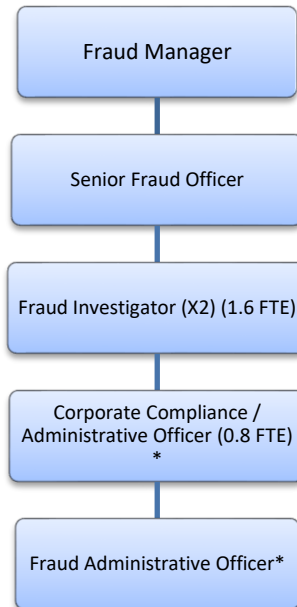 Fraud Manager
Senior Fraud Officer
Fraud Investigator (X2) (1.6 FTE)
Corporate Compliance /
Administrative Officer (0.8 FTE)
*
Fraud Administrative Officer*